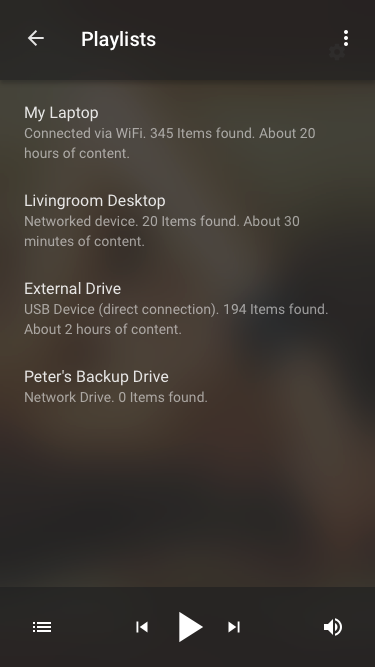 Playlists
My Laptop
Connected via WiFi. 345 Items found. About 20
hours of content.
Livingroom Desktop
Networked device. 20 Items found. About 30
minutes of content.
External Drive
USB Device (direct connection). 194 Items found.
About 2 hours of content.
Peter's Backup Drive
Network Drive. 0 Items found.